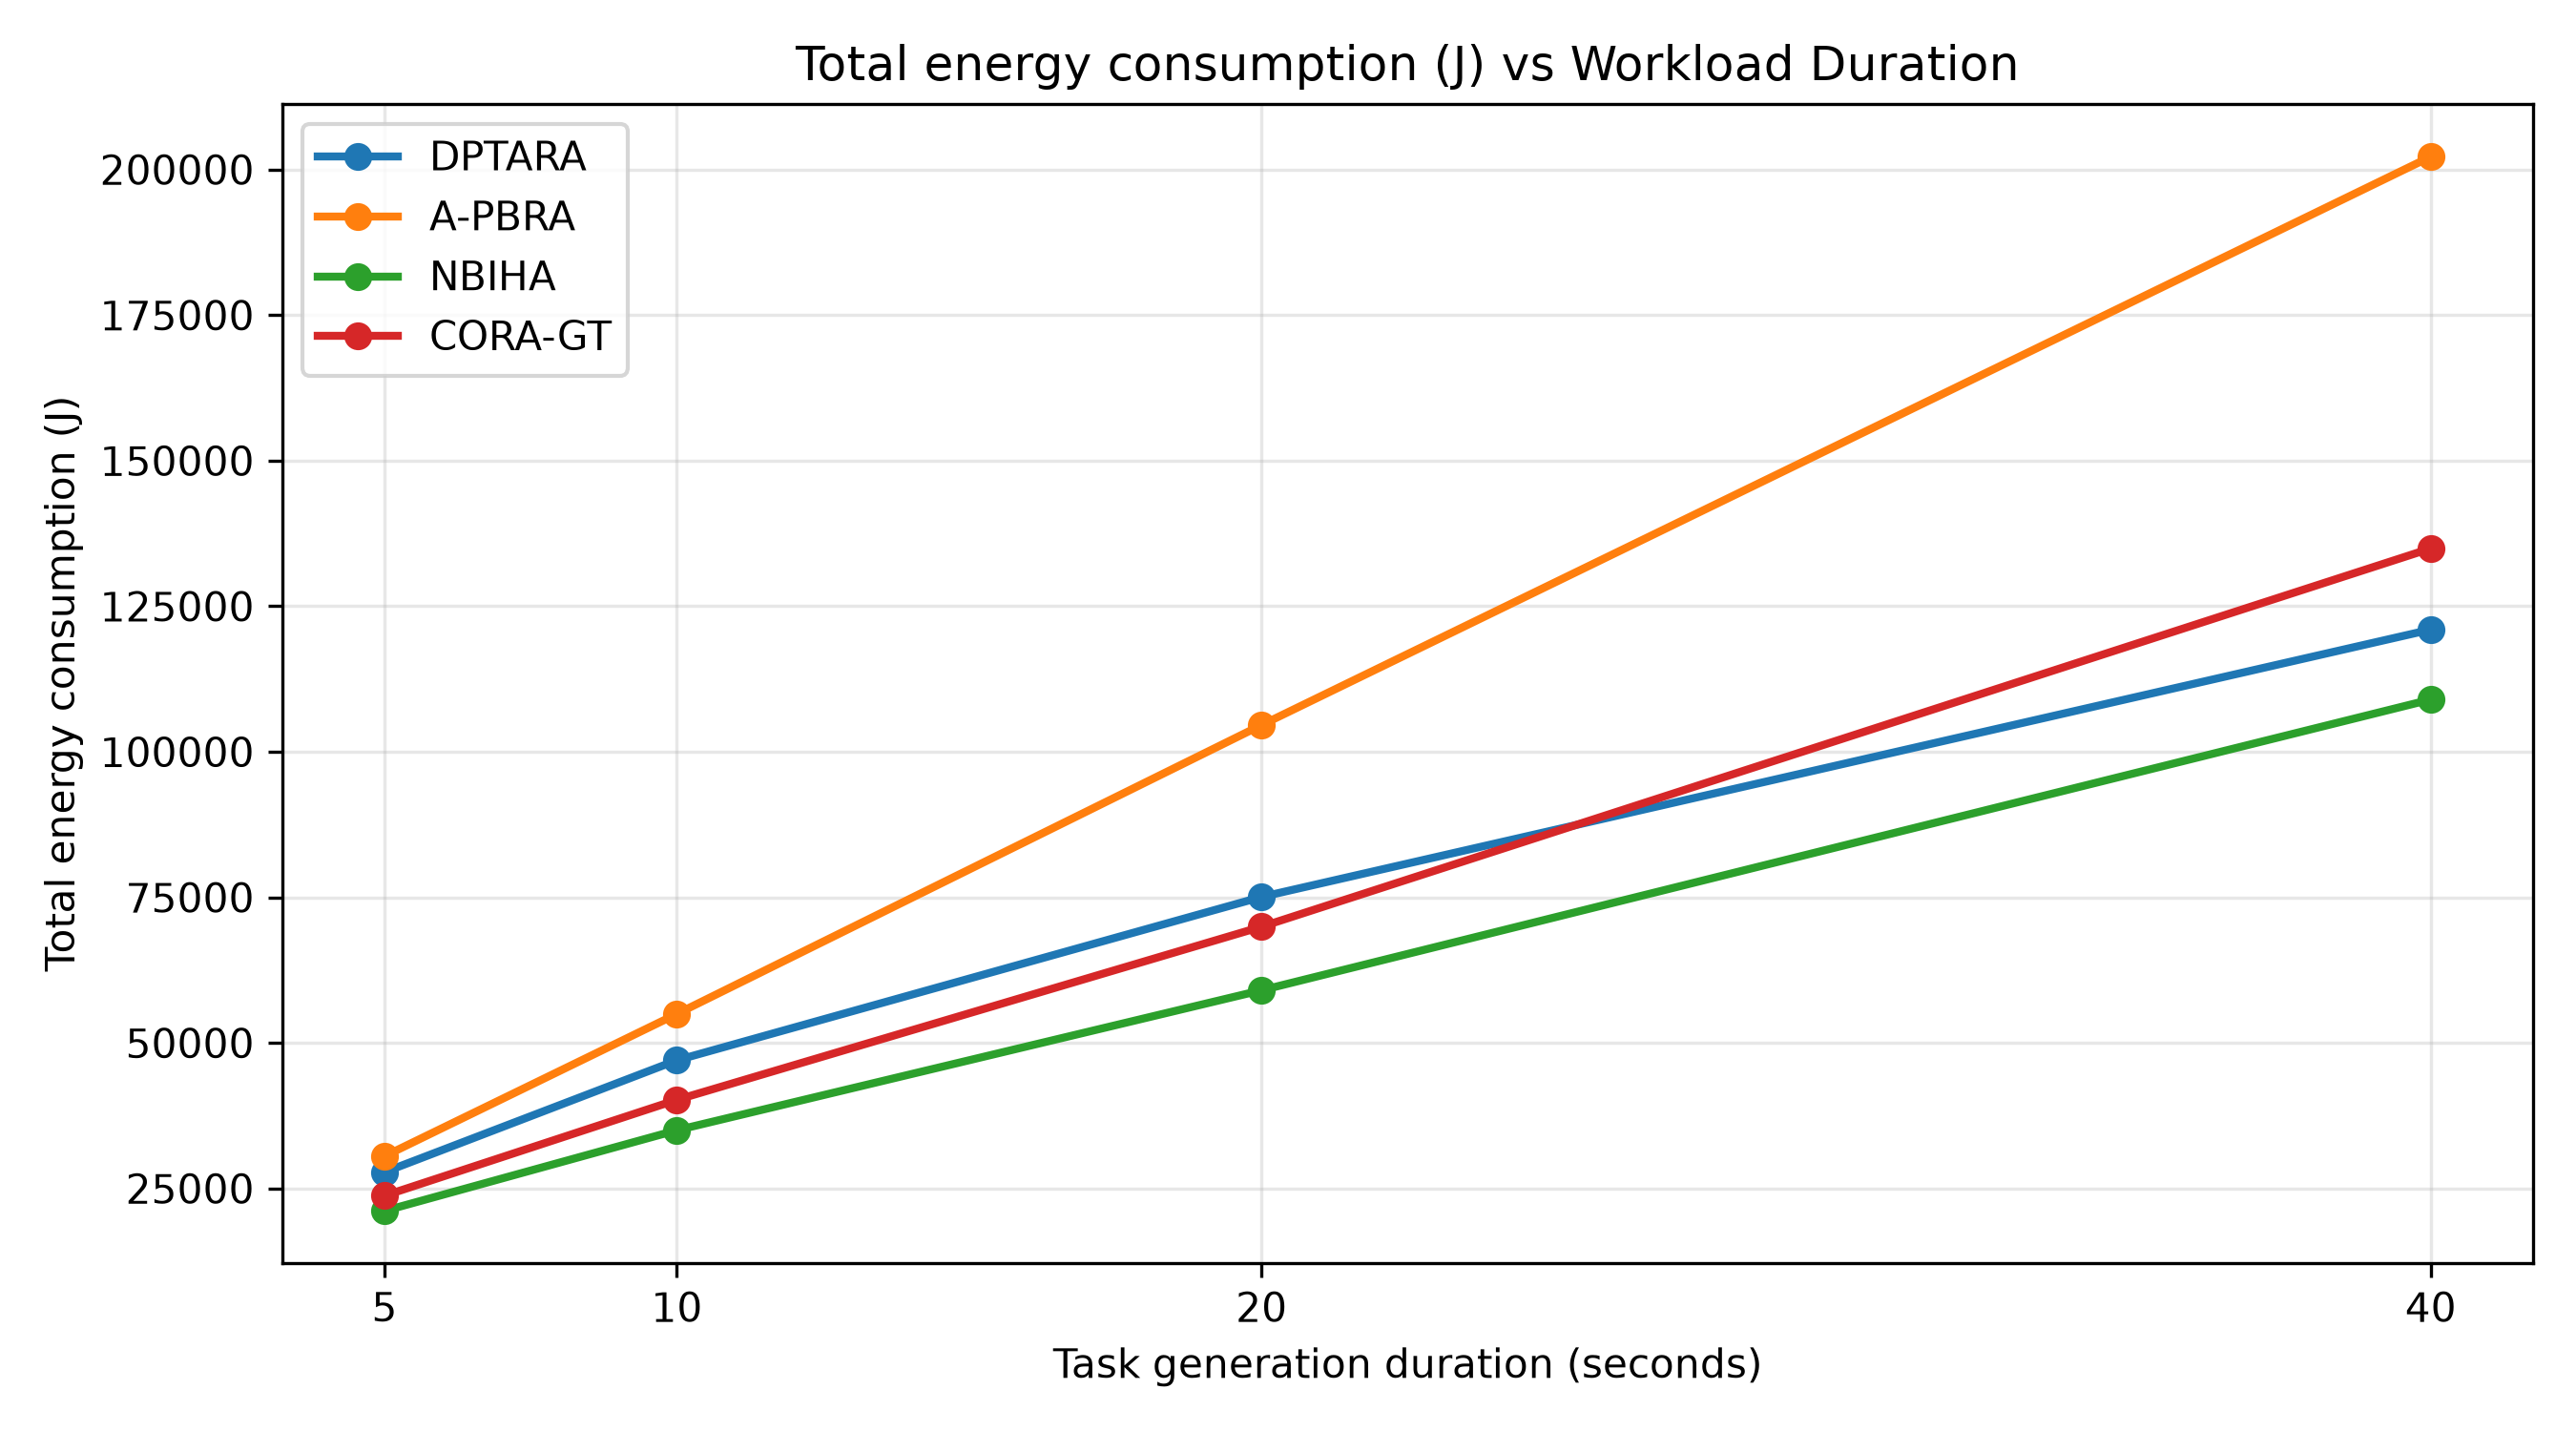 Total energy consumption (J) vs Workload Duration
DPTARA
A-PBRA
NBIHA
CORA-GT
Total energy consumption (J)
200000
175000
150000
125000
100000
75000
50000
25000
5 10 20 40
Task generation duration (seconds)